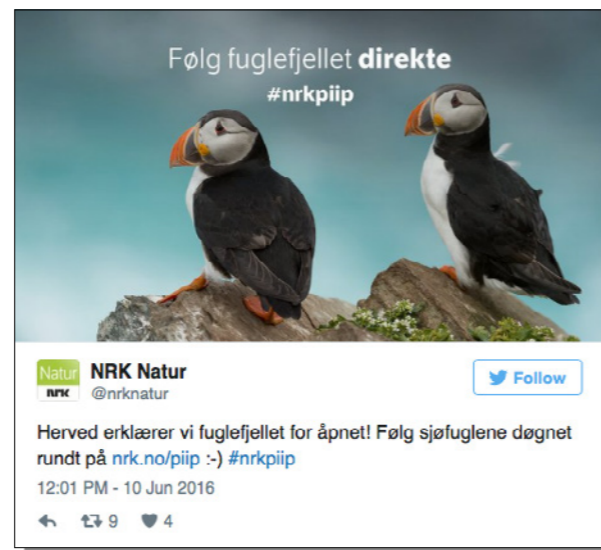 Følg fuglefjellet direkte
#nrkpiip
Natur
NRK
NRK Natur
@nrknatur
Follow
Herved erklærer vi fuglefjellet for åpnet! Følg sjøfuglene døgnet
rundt på nrk.no/piip :-) #nrkpiip
12:01 PM - 10 Jun 2016
9
4